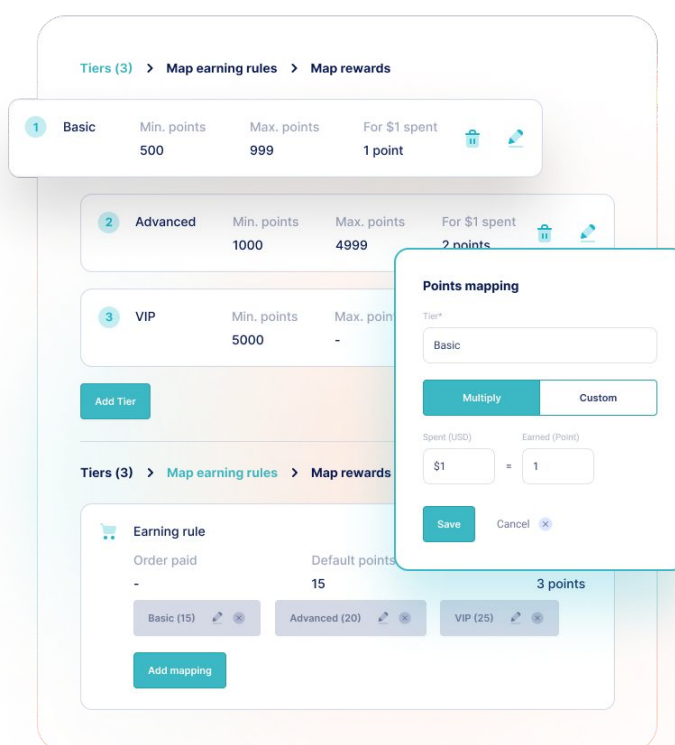 Tiers (3) > Map earning rules > Map rewards
1 Basic Min. points Max. points For $1 spent
500 999 1 point
2 Advanced Min. points Max. points For $1 spent
1000 4999 2 points
3 VIP Min. points Max. poin
5000 -
Add Tier
Points mapping
Tier*
Basic
Multiply Custom
Spent (USD) Earned (Point)
$1 = 1
Save Cancel
Tiers (3) > Map earning rules > Map rewards
Earning rule
Order paid Default points
- 15 3 points
Basic (15) Advanced (20) VIP (25)
Add mapping